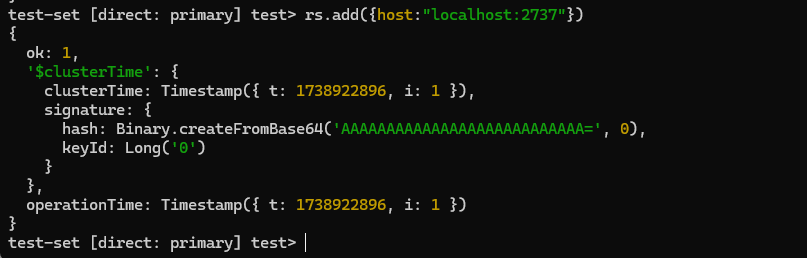 test-set [direct: primary] test> rs.add({host:"localhost:2737"})
{
  ok: 1,
  '$clusterTime': {
    clusterTime: Timestamp({ t: 1738922896, i: 1 }),
    signature: {
      hash: Binary.createFromBase64('AAAAAAAAAAAAAAAAAAAAAAAAAAA=', 0),
      keyId: Long('0')
    }
  },
  operationTime: Timestamp({ t: 1738922896, i: 1 })
}
test-set [direct: primary] test>